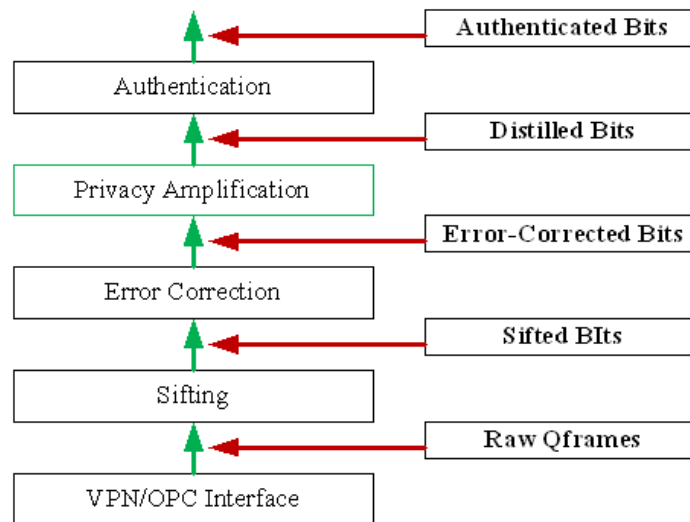 Authenticated Bits
Authentication
Distilled Bits
Privacy Amplification
Error-Corrected Bits
Error Correction
Sifted BIts
Sifting
Raw Qframes
VPN/OPC Interface